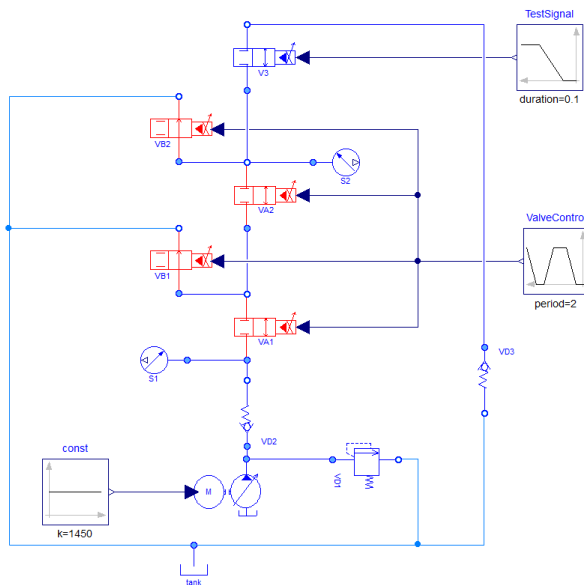 TestSignal
V3
duration=0.1
VB2
S2
VA2
ValveContro
VB1
period=2
VA1
VD3
S1
VD2
const
M
VD1
k=1450
tank